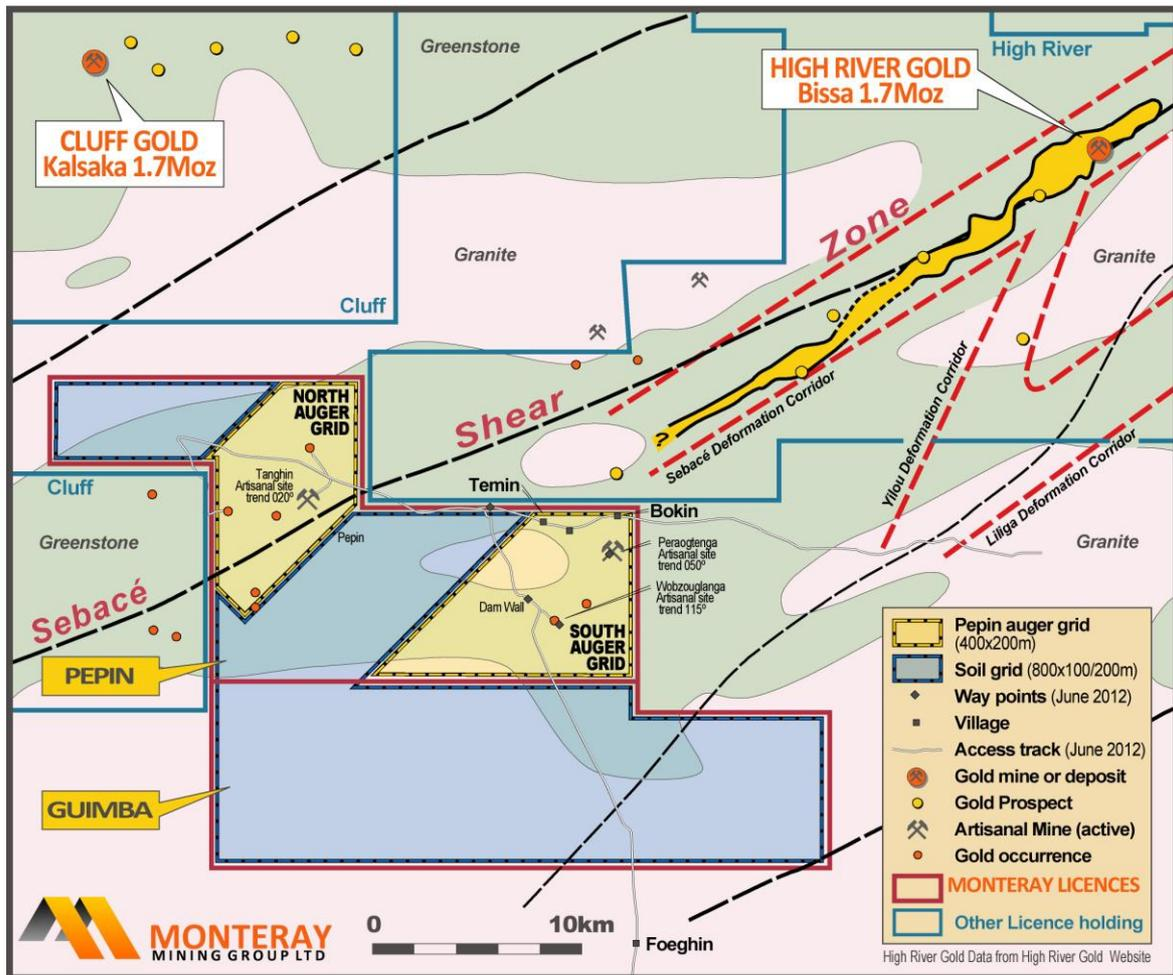 Greenstone
High River
HIGH RIVER GOLD
Bissa 1.7Moz
CLUFF GOLD
Kalsaka 1.7Moz
Granite
Cluff
Zone
Granite
Shear
Sebacé Deformation Corridor
Yilou Deformation Corridor
Liliga Deformation Corridor
?
NORTH
AUGER
GRID
Tanghin
Artisanal site
trend 020º
Cluff
Greenstone
Pepin
Sebacé
Temin
Bokin
Peraogtenga
Artisanal site
trend 050º
Wobzouglanga
Artisanal site
trend 115º
Dam Wall
SOUTH
AUGER
GRID
Granite
PEPIN
GUIMBA
Pepin auger grid
(400x200m)
Soil grid (800x100/200m)
Way points (June 2012)
Village
Access track (June 2012)
Gold mine or deposit
Gold Prospect
Artisanal Mine (active)
Gold occurrence
MONTERAY LICENCES
Other Licence holding
MONTERAY
MINING GROUP LTD
0 10km
Foeghin
High River Gold Data from High River Gold Website